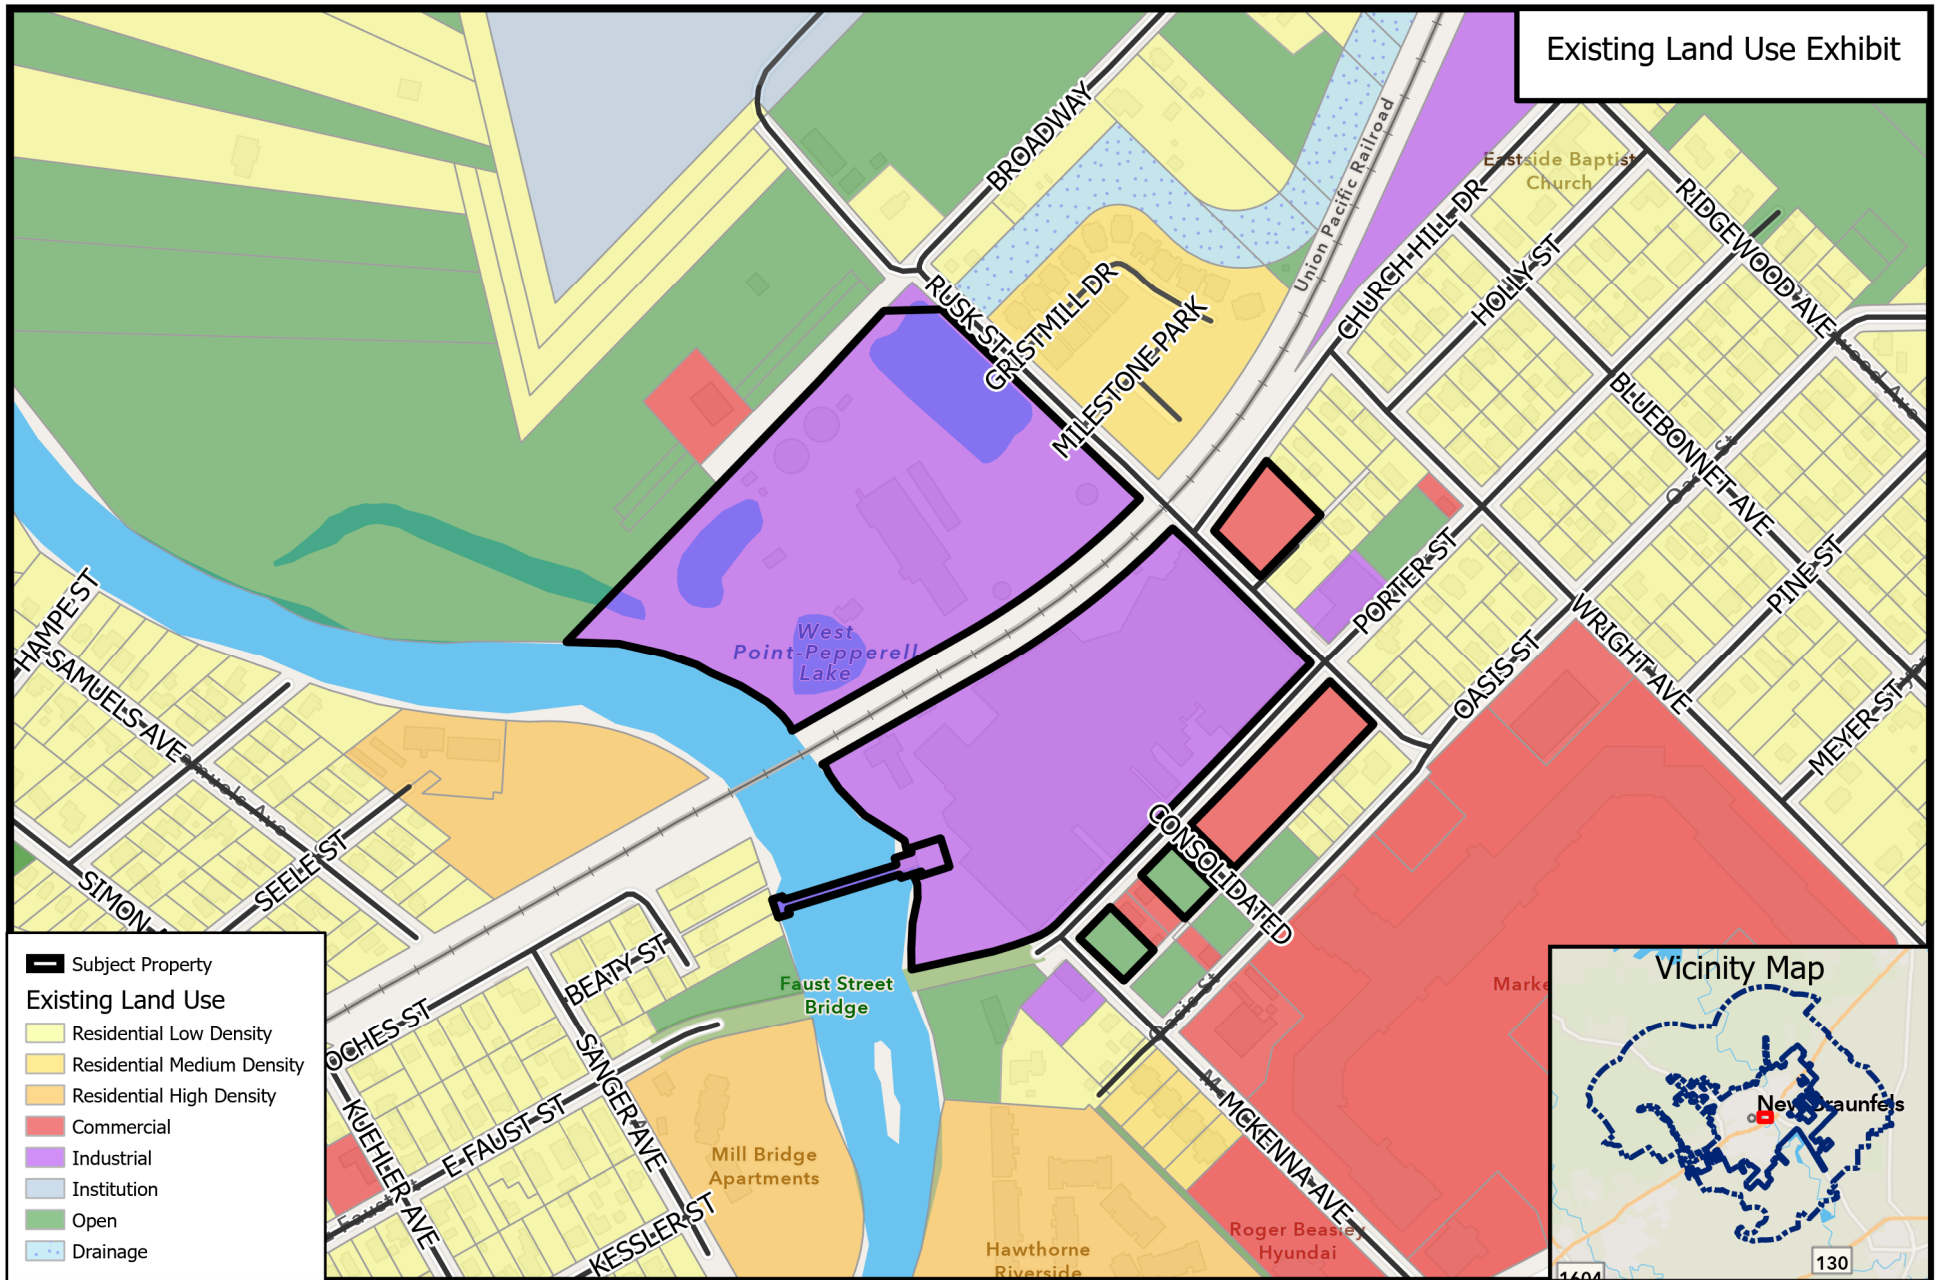 Existing Land Use Exhibit
BROADWAY
Union Pacific Railroad
Eastside Baptist
Church
RIDGEWOOD AVE
CHURCH HILL DR
HOLLY ST
RUSK ST
GRISTMILL DR
MILESTONE PARK
BLUEBONNET AVE
PORTER ST
PINE ST
WRIGHT AVE
OASIS ST
MEYER ST
HAMPE ST
SAMUELS AVE
West
Point-Pepperell
Lake
CONSOLIDATED
SEELE ST
SIMON
BEATY ST
Faust Street
Bridge
Oasis St
OCHES ST
SANGER AVE
E FAUST ST
KUEHLER AVE
KESSLER ST
Mill Bridge
Apartments
MCKENNA AVE
Hawthorne
Riverside
Roger Beasley
Hyundai
Marke
Subject Property
Existing Land Use
Residential Low Density
Residential Medium Density
Residential High Density
Commercial
Industrial
Institution
Open
Drainage
Vicinity Map
New Braunfels
130
1604